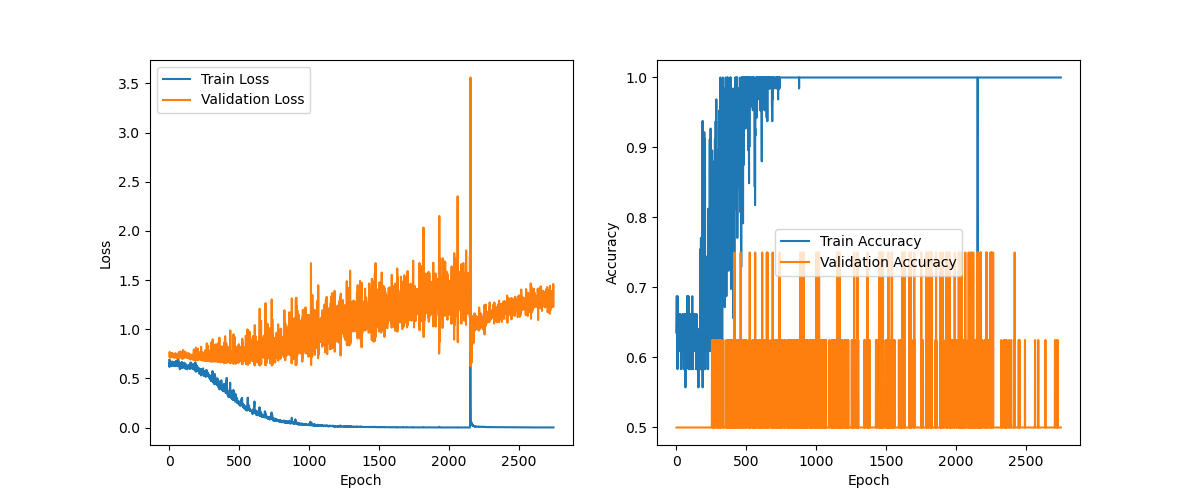 Train Loss
Validation Loss
3.5
3.0
2.5
2.0
1.5
1.0
0.5
0.0
Loss
0 500 1000 1500 2000 2500
Epoch
1.0
0.9
0.8
0.7
0.6
0.5
Accuracy
Train Accuracy
Validation Accuracy
0 500 1000 1500 2000 2500
Epoch